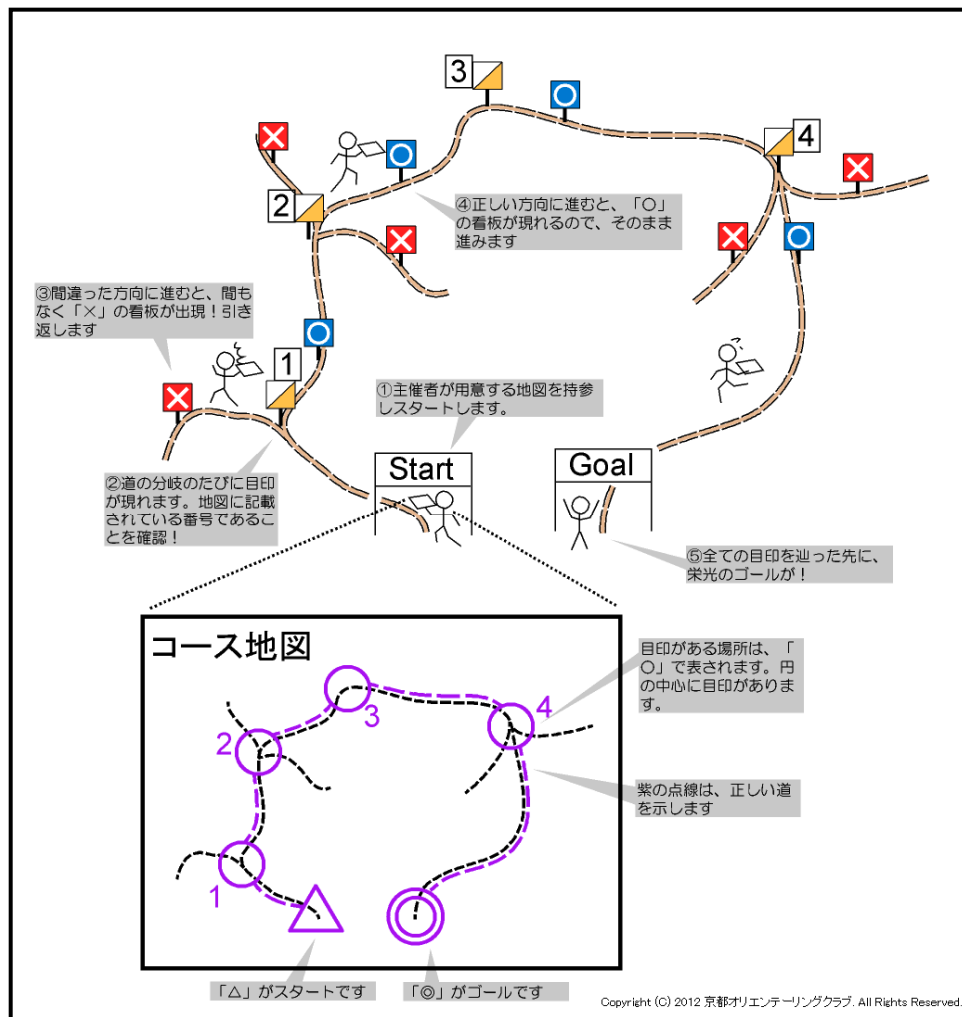 3
4
2
④正しい方向に進むと、「○」
の看板が現れるので、そのまま
進みます
③間違った方向に進むと、間も
なく「×」の看板が出現！引き
返します
1
①主催者が用意する地図を持参
しスタートします。
Start
Goal
②道の分岐のたびに目印
が現れます。地図に記載
されている番号であるこ
とを確認！
⑤全ての目印を辿った先に、
栄光のゴールが！
コース地図
目印がある場所は、「
○」で表されます。円
の中心に目印がありま
す。
3
4
2
紫の点線は、正しい道
を示します
1
「△」がスタートです
「◎」がゴールです
Copyright (C) 2012 京都オリエンテーリングクラブ. All Rights Reserved.